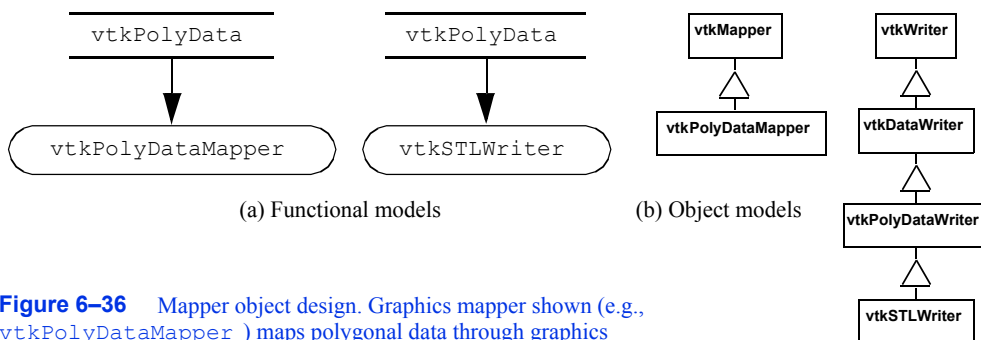 vtkPolyData
vtkPolyDataMapper
vtkPolyData
vtkSTLWriter
(a) Functional models
vtkMapper
vtkPolyDataMapper
vtkWriter
vtkDataWriter
vtkPolyDataWriter
vtkSTLWriter
(b) Object models
Figure 6–36 Mapper object design. Graphics mapper shown (e.g.,
vtkPolyDataMapper ) maps polygonal data through graphics